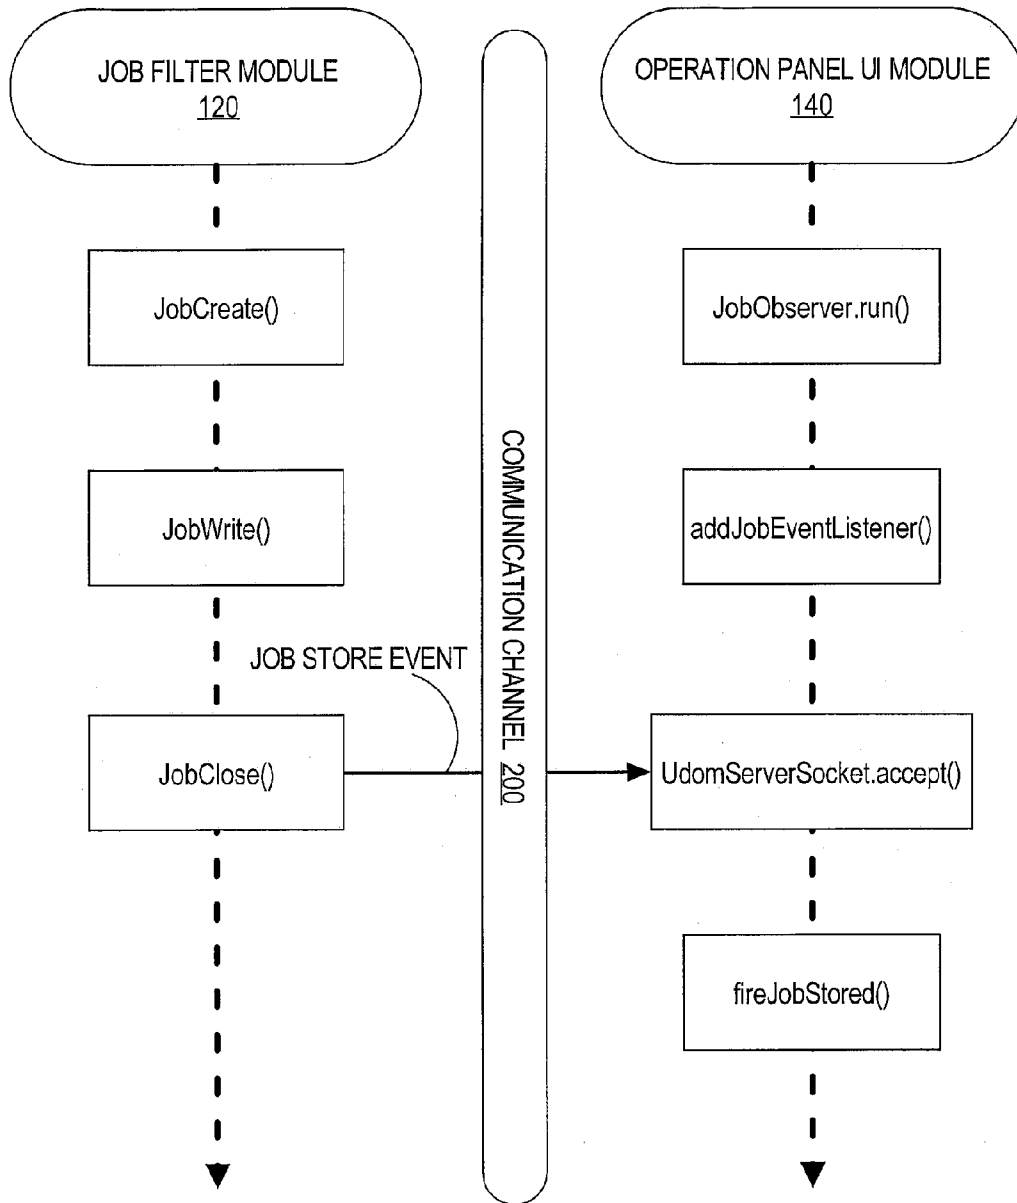 JOB FILTER MODULE
120
OPERATION PANEL UI MODULE
140
JobCreate()
JobObserver.run()
JobWrite()
addJobEventListener()
JOB STORE EVENT
COMMUNICATION CHANNEL 200
JobClose()
UdomServerSocket.accept()
fireJobStored()